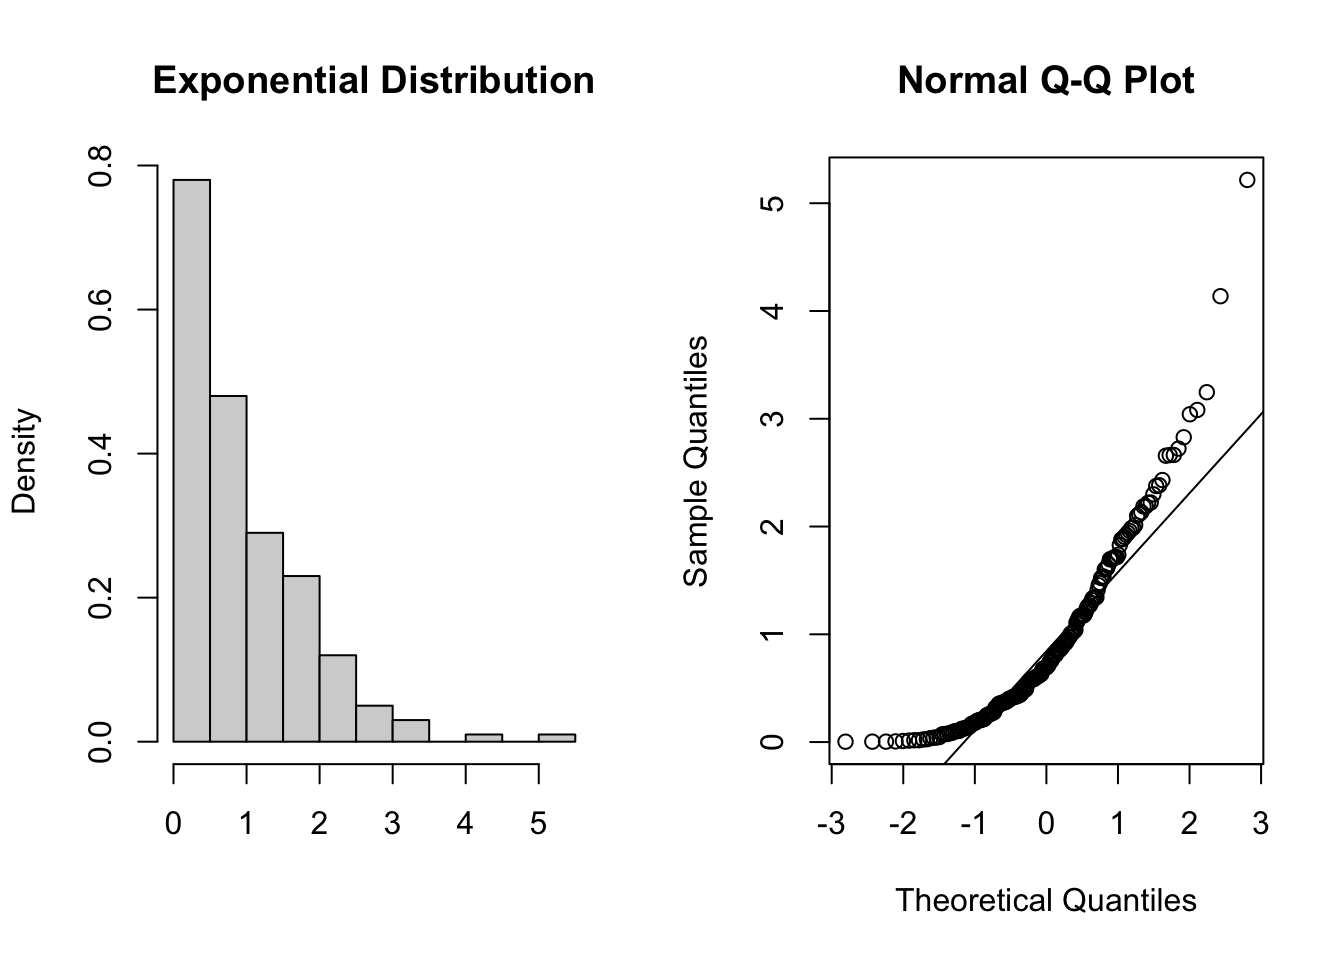 Exponential Distribution
Density
0.0 0.2 0.4 0.6 0.8
0 1 2 3 4 5
Normal Q-Q Plot
Sample Quantiles
0 1 2 3 4 5
-3 -2 -1 0 1 2 3
Theoretical Quantiles